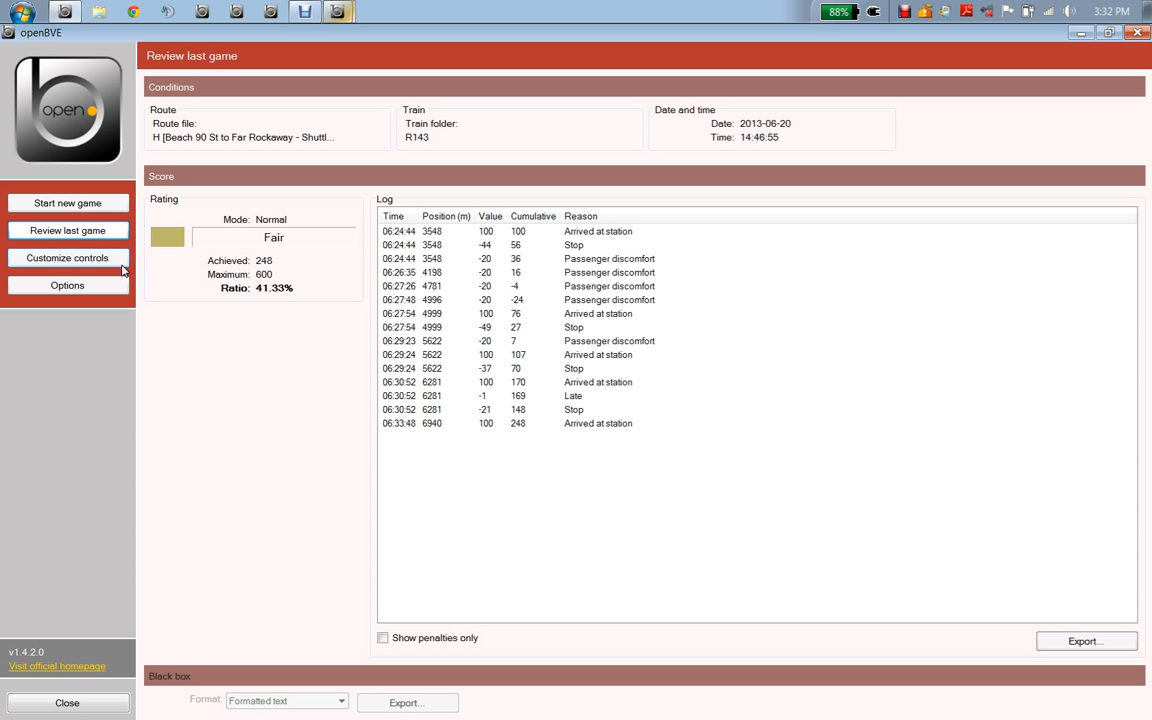 88%
3:32 PM
openBVE
Review last game
open
Conditions
Route
Route file:
H [Beach 90 St to Far Rockaway - Shuttl...
Train
Train folder:
R143
Date and time
Date: 2013-06-20
Time: 14:46:55
Score
Start new game
Review last game
Customize controls
Options
Rating
Mode: Normal
Fair
Achieved: 248
Maximum: 600
Ratio: 41.33%
Log
Time Position (m) Value Cumulative Reason
06:24:44 3548 100 100 Arrived at station
06:24:44 3548 -44 56 Stop
06:24:44 3548 -20 36 Passenger discomfort
06:26:35 4198 -20 16 Passenger discomfort
06:27:26 4781 -20 -4 Passenger discomfort
06:27:48 4996 -20 -24 Passenger discomfort
06:27:54 4999 100 76 Arrived at station
06:27:54 4999 -49 27 Stop
06:29:23 5622 -20 7 Passenger discomfort
06:29:24 5622 100 107 Arrived at station
06:29:24 5622 -37 70 Stop
06:30:52 6281 100 170 Arrived at station
06:30:52 6281 -1 169 Late
06:30:52 6281 -21 148 Stop
06:33:48 6940 100 248 Arrived at station
Show penalties only
Export...
v1.4.2.0
Visit official homepage
Close
Black box
Format: Formatted text
Export...